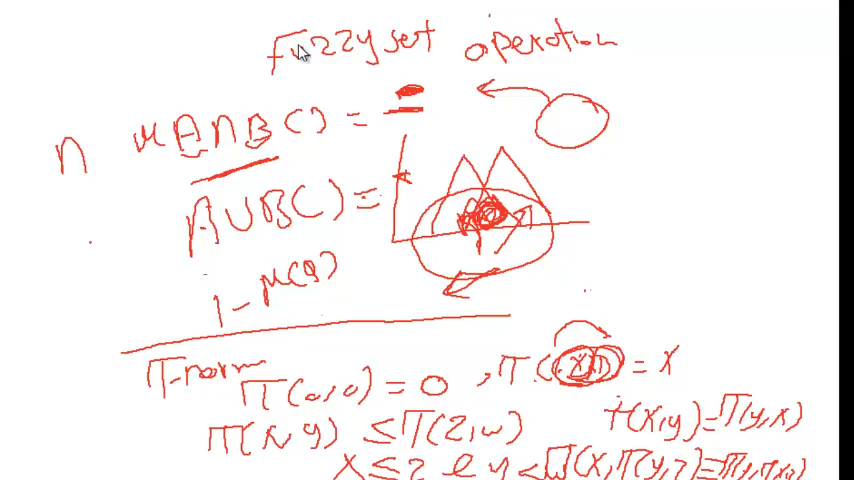 Fuzzy set operation
n μA∩B() =
A∪B() =
1-μ(A)
T-norm
π(0,0) = 0 , π(x,1) = x
π(x,y) ≤ π(z,w) t(x,y)=π(y,x)
x ≤ z e y ≤ w π(x,π(y,z)=π(